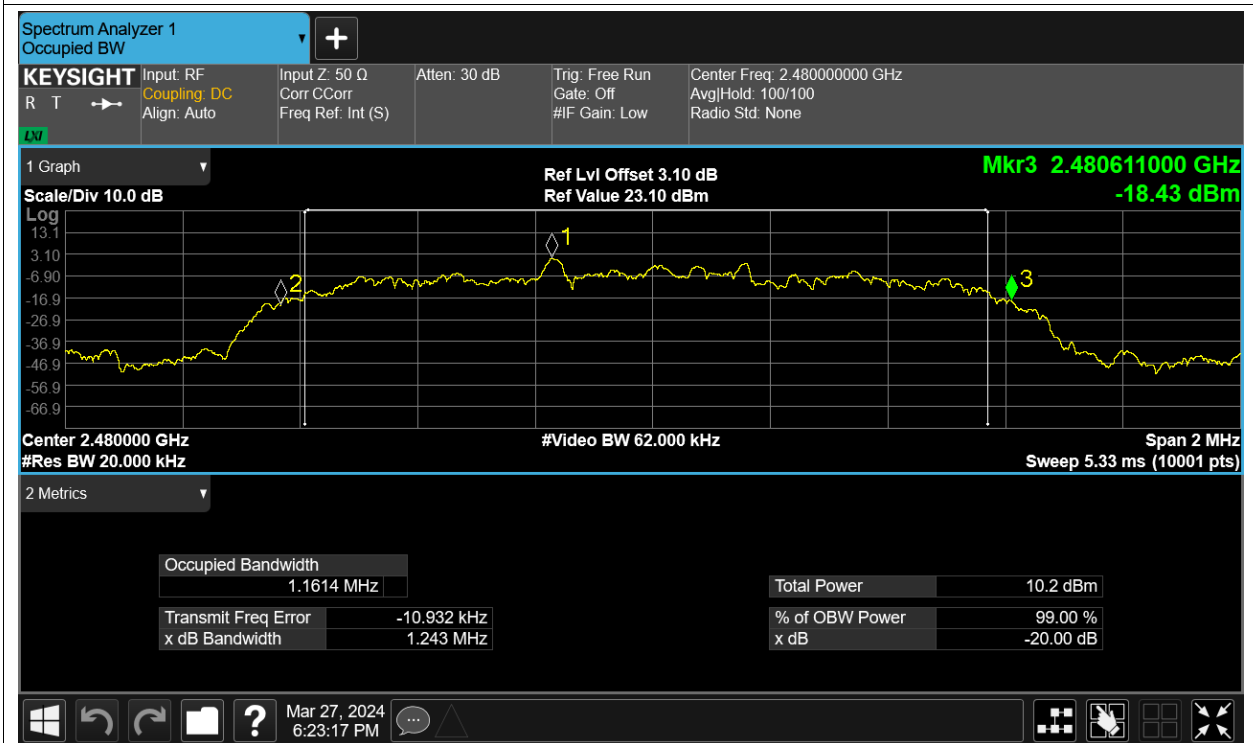 Spectrum Analyzer 1
Occupied BW
KEYSIGHT
R T
LXI
Input: RF
Coupling: DC
Align: Auto
Input Z: 50 Ω
Corr CCorr
Freq Ref: Int (S)
Atten: 30 dB
Trig: Free Run
Gate: Off
#IF Gain: Low
Center Freq: 2.480000000 GHz
Avg|Hold: 100/100
Radio Std: None
1 Graph
Scale/Div 10.0 dB
Ref Lvl Offset 3.10 dB
Ref Value 23.10 dBm
Mkr3 2.480611000 GHz
-18.43 dBm
Log
13.1
3.10
-6.90
-16.9
-26.9
-36.9
-46.9
-56.9
-66.9
1
2
3
Center 2.480000 GHz
#Video BW 62.000 kHz
Span 2 MHz
#Res BW 20.000 kHz
Sweep 5.33 ms (10001 pts)
2 Metrics
Occupied Bandwidth
1.1614 MHz
Transmit Freq Error -10.932 kHz
x dB Bandwidth 1.243 MHz
Total Power 10.2 dBm
% of OBW Power 99.00 %
x dB -20.00 dB
?
Mar 27, 2024
6:23:17 PM